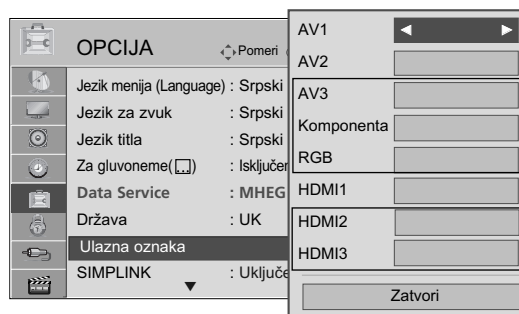 OPCIJA
Pomeri
Jezik menija (Language) : Srpski
Jezik za zvuk : Srpski
Jezik titla : Srpski
Za gluvoneme( ) : Isključen
Data Service : MHEG
Država : UK
Ulazna oznaka
SIMPLINK : Uključe
AV1
AV2
AV3
Komponenta
RGB
HDMI1
HDMI2
HDMI3
Zatvori